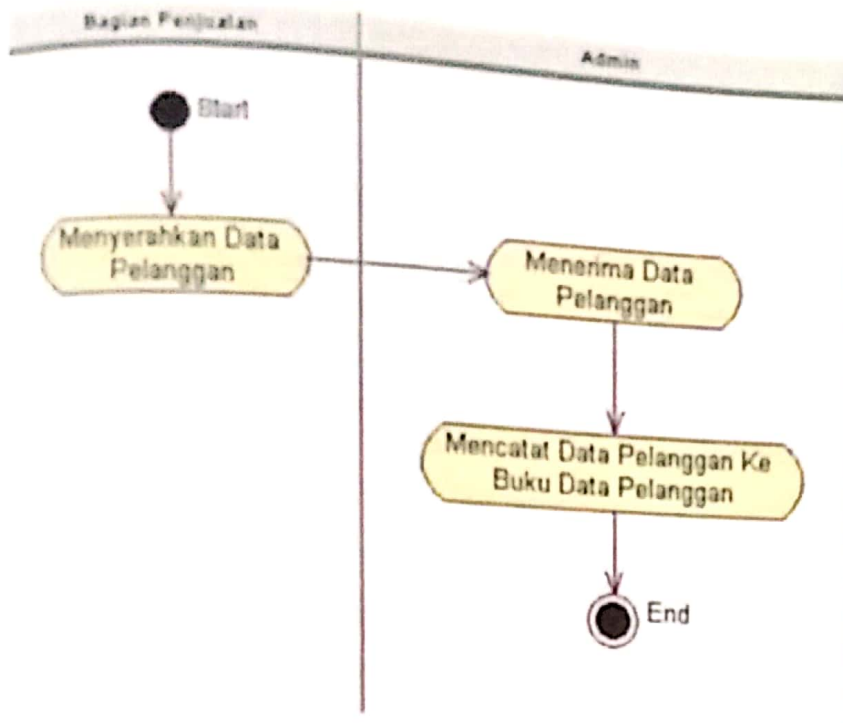 Bagian Penjualan
Admin
Start
Menyerahkan Data
Pelanggan
Menerima Data
Pelanggan
Mencatat Data Pelanggan Ke
Buku Data Pelanggan
End